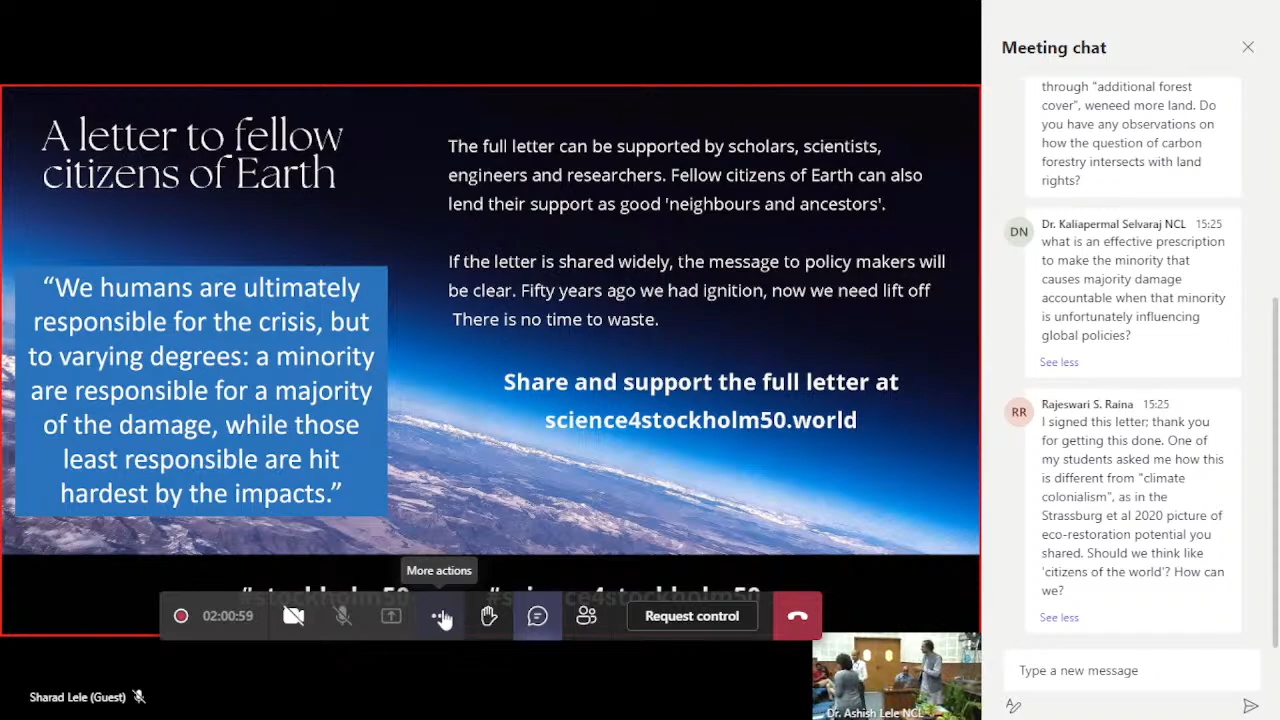 A letter to fellow
citizens of Earth
“We humans are ultimately
responsible for the crisis, but
to varying degrees: a minority
are responsible for a majority
of the damage, while those
least responsible are hit
hardest by the impacts.”
The full letter can be supported by scholars, scientists,
engineers and researchers. Fellow citizens of Earth can also
lend their support as good 'neighbours and ancestors'.
If the letter is shared widely, the message to policy makers will
be clear. Fifty years ago we had ignition, now we need lift off
There is no time to waste.
Share and support the full letter at
science4stockholm50.world
#stockholm50 #science4stockholm50
More actions
02:00:59
Request control
Sharad Lele (Guest)
Dr. Ashish Lele NCL
Meeting chat
through "additional forest
cover", weneed more land. Do
you have any observations on
how the question of carbon
forestry intersects with land
rights?
DN
Dr. Kaliapermal Selvaraj NCL 15:25
what is an effective prescription
to make the minority that
causes majority damage
accountable when that minority
is unfortunately influencing
global policies?
See less
RR
Rajeswari S. Raina 15:25
I signed this letter; thank you
for getting this done. One of
my students asked me how this
is different from "climate
colonialism", as in the
Strassburg et al 2020 picture of
eco-restoration potential you
shared. Should we think like
'citizens of the world'? How can
we?
See less
Type a new message